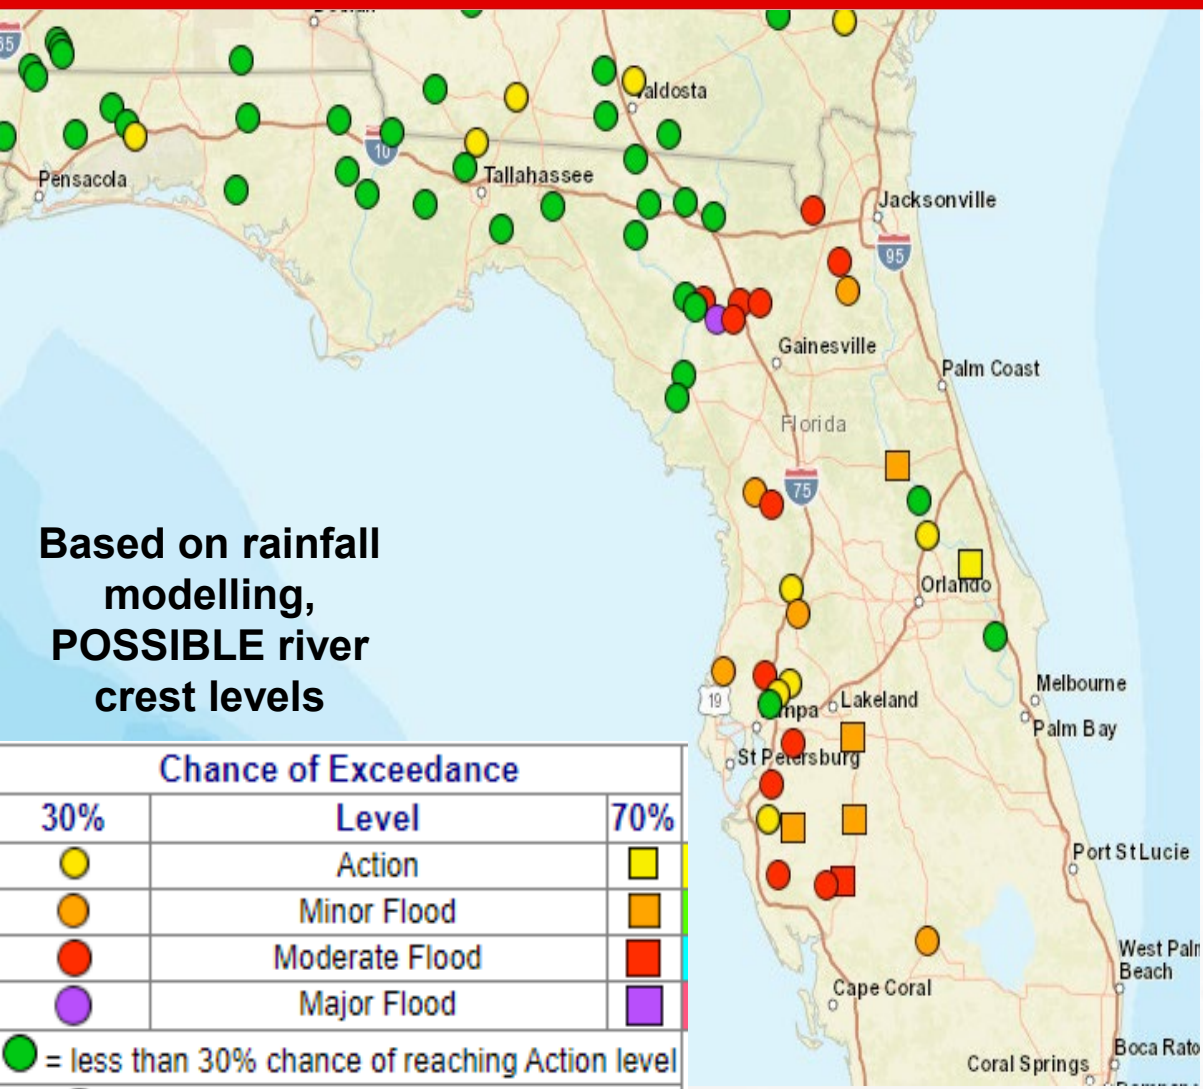 65
Valdosta
10
Pensacola
Tallahassee
Jacksonville
95
Gainesville
Palm Coast
Florida
75
Based on rainfall
modelling,
POSSIBLE river
crest levels
Orlando
19
Lakeland
Melbourne
Palm Bay
St Petersburg
Chance of Exceedance
30% Level 70%
Action
Minor Flood
Moderate Flood
Major Flood
= less than 30% chance of reaching Action level
Port St Lucie
West Palm
Beach
Cape Coral
Boca Rato
Coral Springs